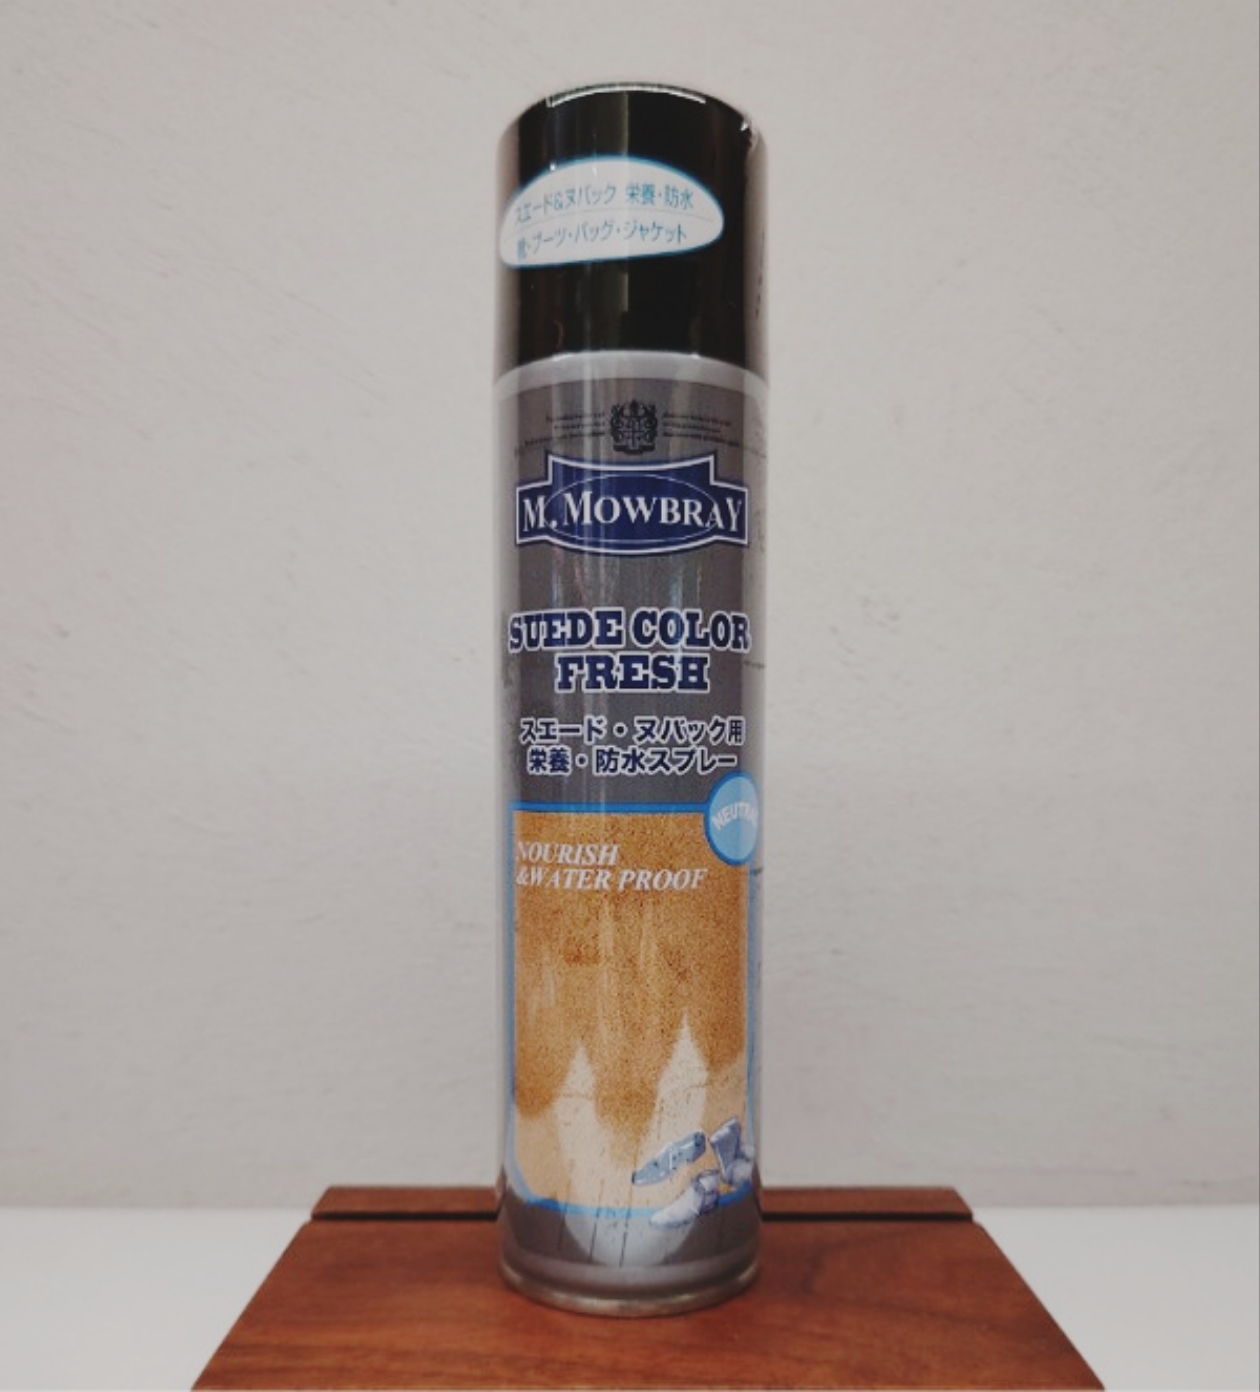 スエード&ヌバック 栄養・防水
靴・ブーツ・バッグ・ジャケット
M. MOWBRAY
SUEDE COLOR
FRESH
スエード・ヌバック用
栄養・防水スプレー
NEUTRAL
NOURISH
&WATER PROOF